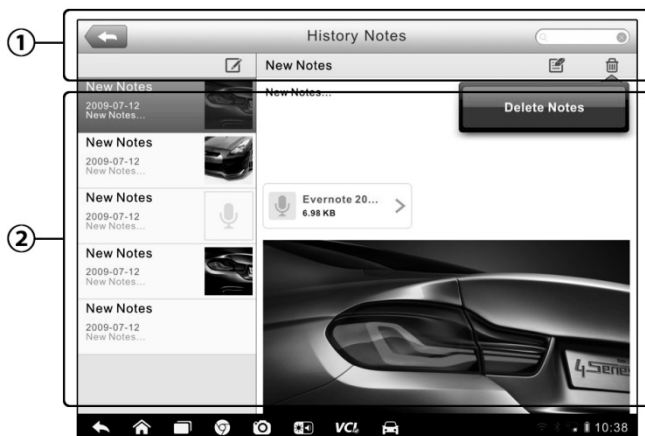 ①
History Notes
New Notes
②
New Notes
2009-07-12
New Notes...
New Notes...
Delete Notes
New Notes
2009-07-12
New Notes...
New Notes
2009-07-12
New Notes...
Evernote 20...
6.98 KB
New Notes
2009-07-12
New Notes...
New Notes
2009-07-12
New Notes...
4 Series
VCI
10:38